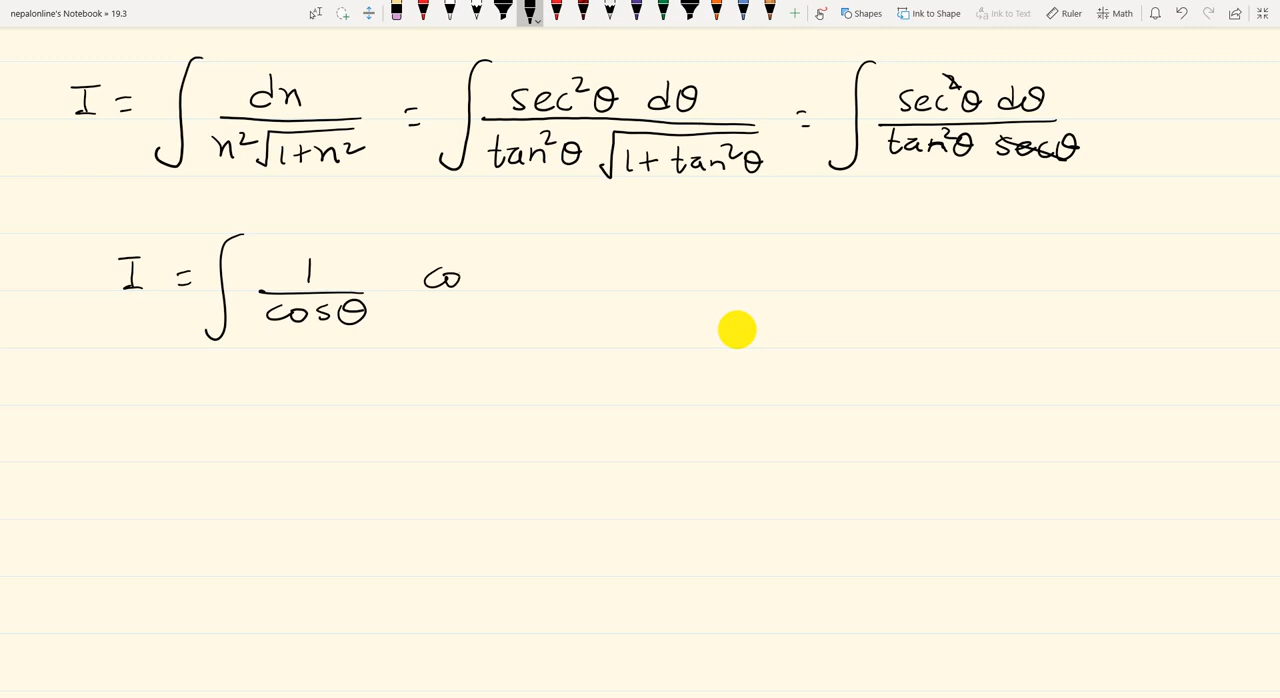 nepalonline's Notebook » 19.3
Shapes Ink to Shape Ink to Text Ruler Math
I = ∫ dn / n²√(1+n²) = ∫ sec²θ dθ / tan²θ √(1 + tan²θ) = ∫ sec²θ dθ / tan²θ secθ
I = ∫ 1 / cosθ co